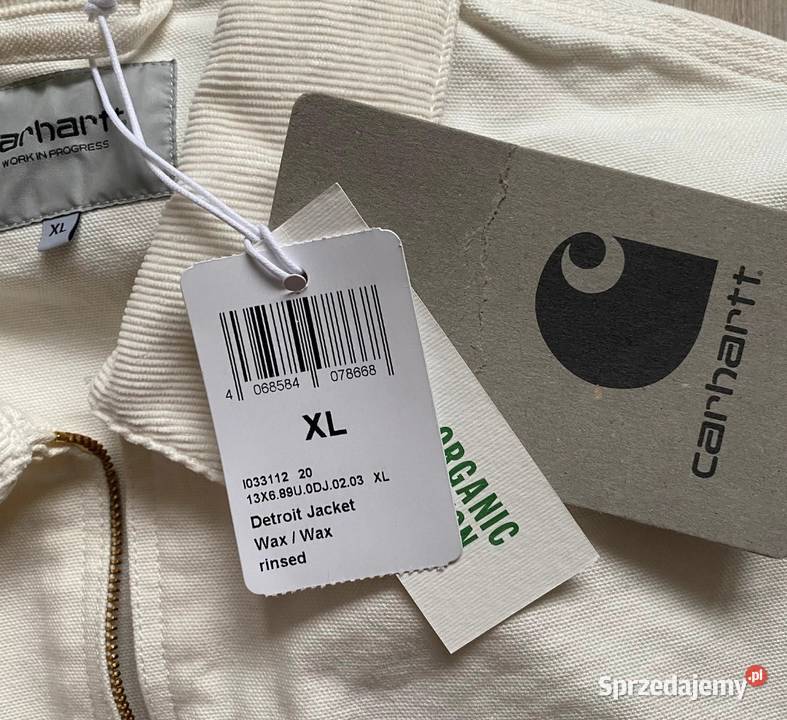 carhartt
WORK IN PROGRESS
XL
4 068584 078668
XL
I033112 20
13X6.89U.0DJ.02.03 XL
Detroit Jacket
Wax / Wax
rinsed
ORGANIC
carhartt
Sprzedajemy.pl